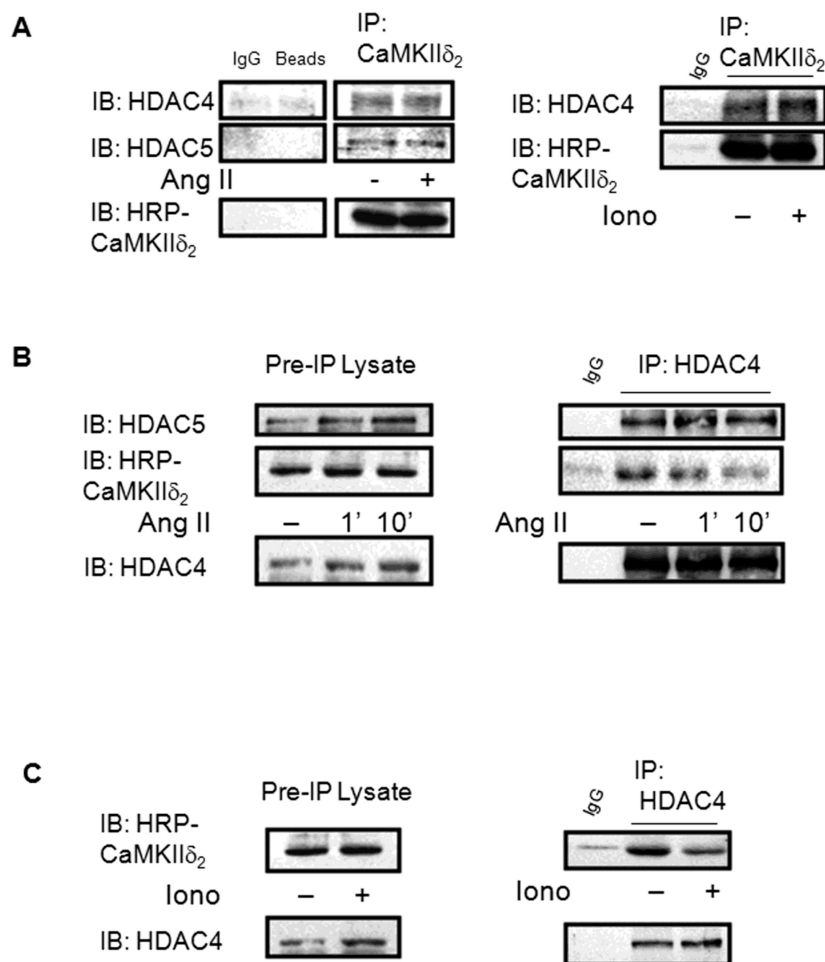 A
IgG Beads
IP:
CaMKIIδ2
IB: HDAC4
IB: HDAC5
Ang II - +
IB: HRP-
CaMKIIδ2
IgG
IP:
CaMKIIδ2
IB: HDAC4
IB: HRP-
CaMKIIδ2
Iono – +
B
Pre-IP Lysate
IB: HDAC5
IB: HRP-
CaMKIIδ2
Ang II – 1’ 10’
IB: HDAC4
IgG
IP: HDAC4
Ang II – 1’ 10’
C
Pre-IP Lysate
IB: HRP-
CaMKIIδ2
Iono – +
IB: HDAC4
IgG
IP:
HDAC4
Iono – +